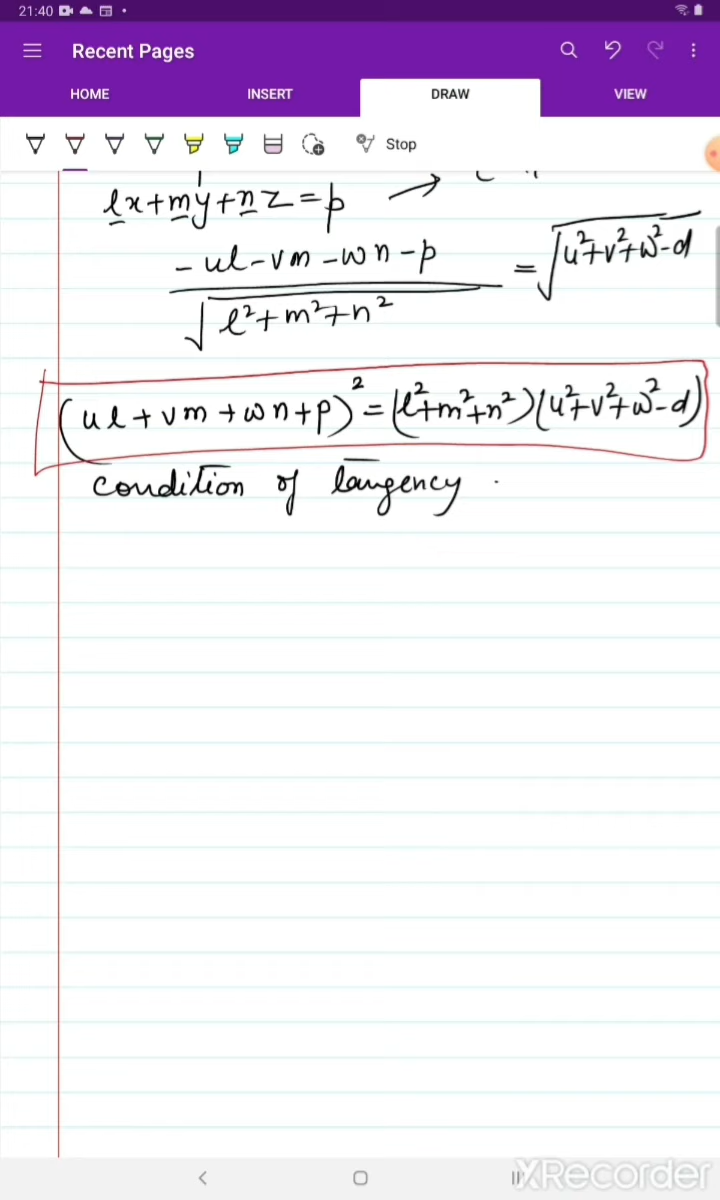 21:40
Recent Pages
HOME INSERT DRAW VIEW
Stop
lx+my+nz=p →
-ul-vm-wn-p / √(l²+m²+n²) = √(u²+v²+w²-d)
(ul+vm+wn+p)² = (l²+m²+n²)(u²+v²+w²-d)
condition of tangency .
XRecorder